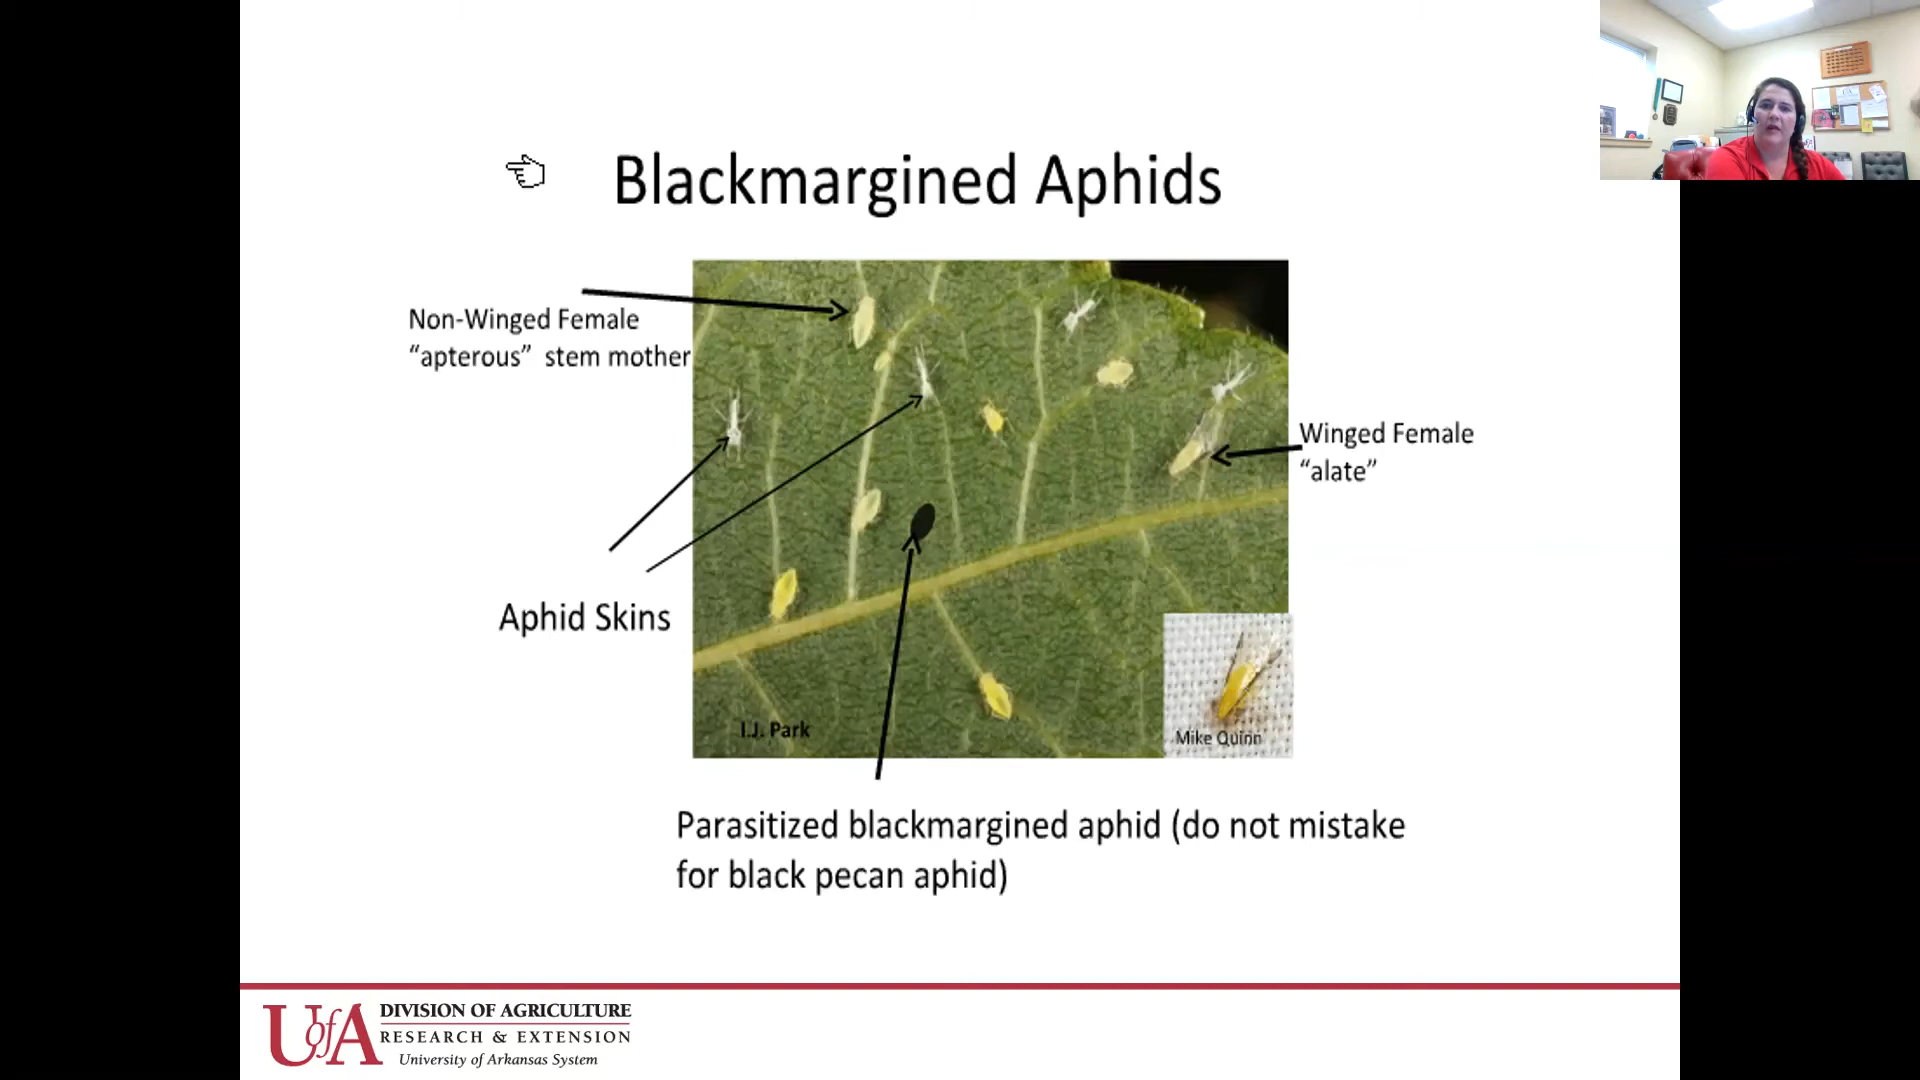 Blackmargined Aphids
Non-Winged Female
“apterous” stem mother
Winged Female
“alate”
Aphid Skins
I.J. Park
Mike Quinn
Parasitized blackmargined aphid (do not mistake
for black pecan aphid)
UofA
DIVISION OF AGRICULTURE
RESEARCH & EXTENSION
University of Arkansas System